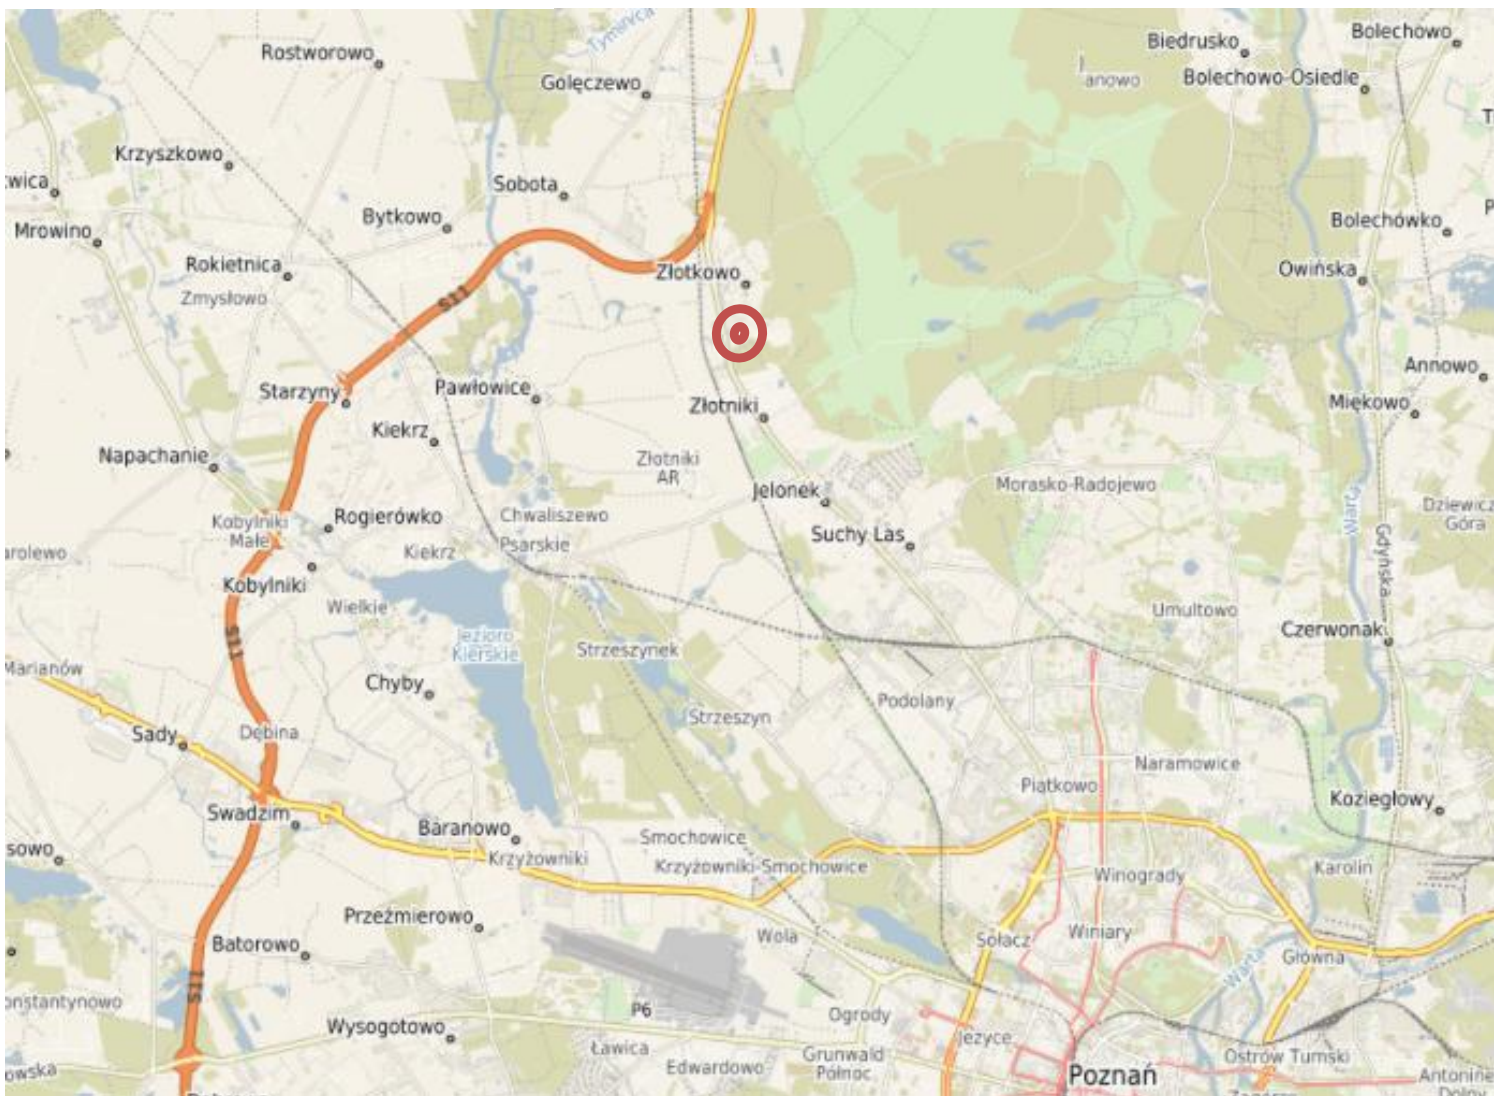 Tyminica
Biedrusko
Bolechowo
Rostworowo
Golęczewo
Bolechowo-Osiedle
Krzyszkowo
Sobota
Bytkowo
Bolechówko
Mrowino
Rokietnica
Złotkowo
Owińska
Zmysłowo
S11
Annowo
Starzyny
Pawłowice
Złotniki
Miękowo
Kiekrz
Napachanie
Złotniki
AR
Jelonek
Morasko-Radojewo
Warta
Góra
Kobylniki
Małe
Rogierówko
Chwaliszewo
Suchy Las
Kiekrz
Psarskie
Gdyńska
Kobylniki
Wielkie
Umultowo
Jezioro
Kierskie
S11
Strzeszynek
Czerwonak
Marianów
Chyby
Podolany
Strzeszyn
Sady
Dębina
Naramowice
Piątkowo
Koziegłowy
Swadzim
Baranowo
Smochowice
Krzyżowniki
Krzyżowniki-Smochowice
Karolin
Winogrady
Przeźmierowo
Batorowo
Wola
Sołacz
Winiary
Główna
Warta
S11
P6
Ogrody
Wysogotowo
Ławica
Jeżyce
Grunwald
Północ
Edwardowo
Ostrów Tumski
Poznań